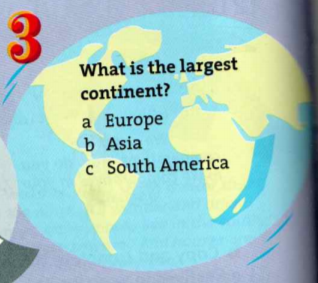 3
What is the largest
continent?
a Europe
b Asia
c South America